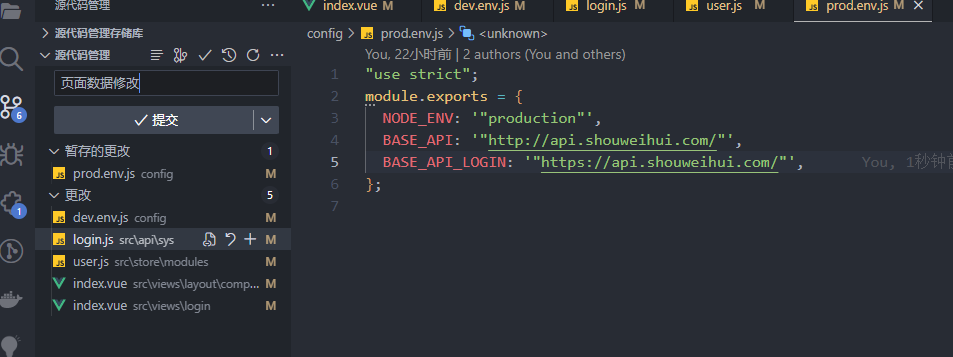 源代码管理
index.vue M
dev.env.js M
login.js M
user.js M
prod.env.js M
源代码管理存储库
源代码管理
页面数据修改
提交
暂存的更改 1
prod.env.js config M
更改 5
dev.env.js config M
login.js src\api\sys M
user.js src\store\modules M
index.vue src\views\layout\comp... M
index.vue src\views\login M
6
1
config > prod.env.js > <unknown>
You, 22小时前 | 2 authors (You and others)
1 "use strict";
2 module.exports = {
3 NODE_ENV: '"production"',
4 BASE_API: '"http://api.shouweihui.com/"',
5 BASE_API_LOGIN: '"https://api.shouweihui.com/"', You, 1秒钟前
6 };
7